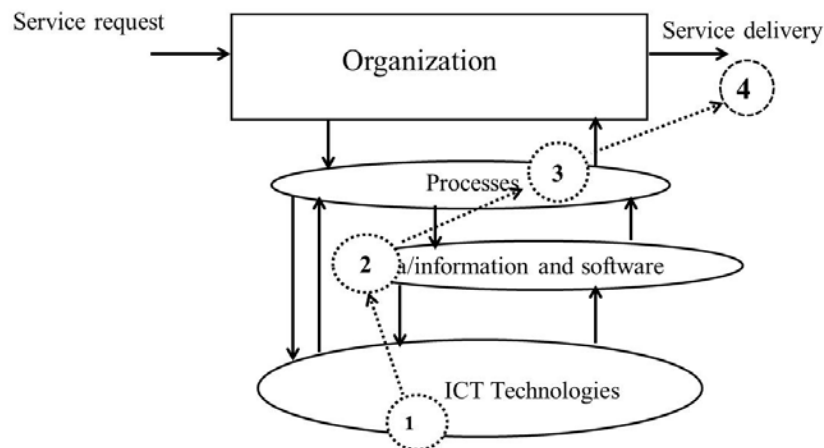 Service request
Service delivery
Organization
4
3
Processes
2
a/information and software
ICT Technologies
1